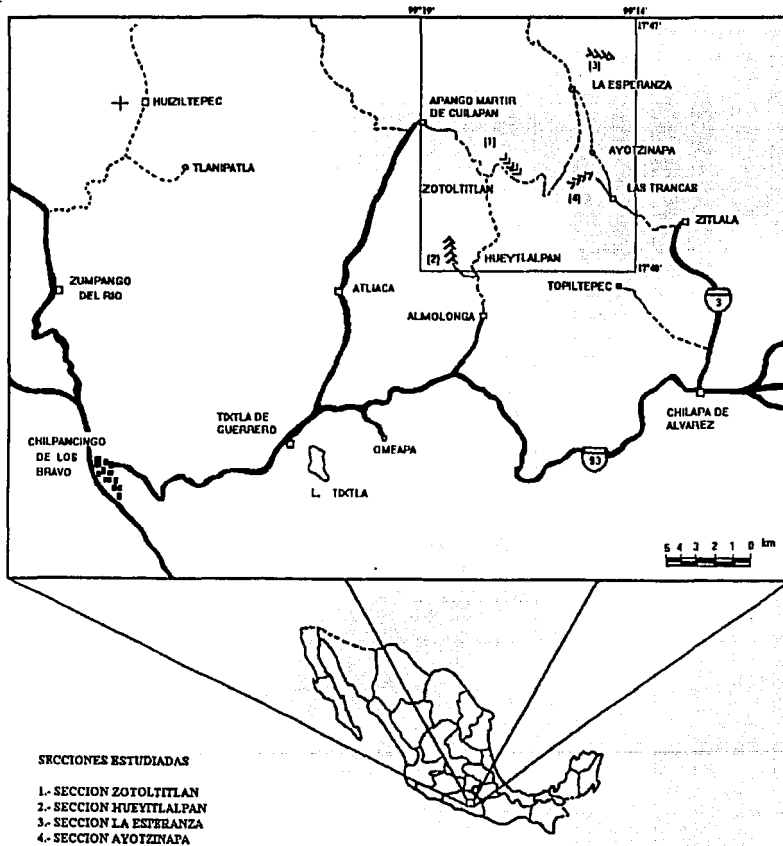 99°19'
99°14'
17°47'
[3]
HUIZILTEPEC
LA ESPERANZA
APANGO MARTIR
DE CUILAPAN
[1]
AYOTZINAPA
TLANIPATLA
ZOTOLTITLAN
[4]
LAS TRANCAS
ZITLALA
[2]
HUEYTLALPAN
17°40'
ZUMPANGO
DEL RIO
ATLIACA
TOPILTEPEC
3
ALMOLONGA
TIXTLA DE
GUERRERO
CHILAPA DE
ALVAREZ
CHILPANCINGO
DE LOS
BRAVO
OMEAPA
93
L. TIXTLA
5 4 3 2 1 0 km
SECCIONES ESTUDIADAS
1.- SECCION ZOTOLTITLAN
2.- SECCION HUEYITLALPAN
3.- SECCION LA ESPERANZA
4.- SECCION AYOTZINAPA